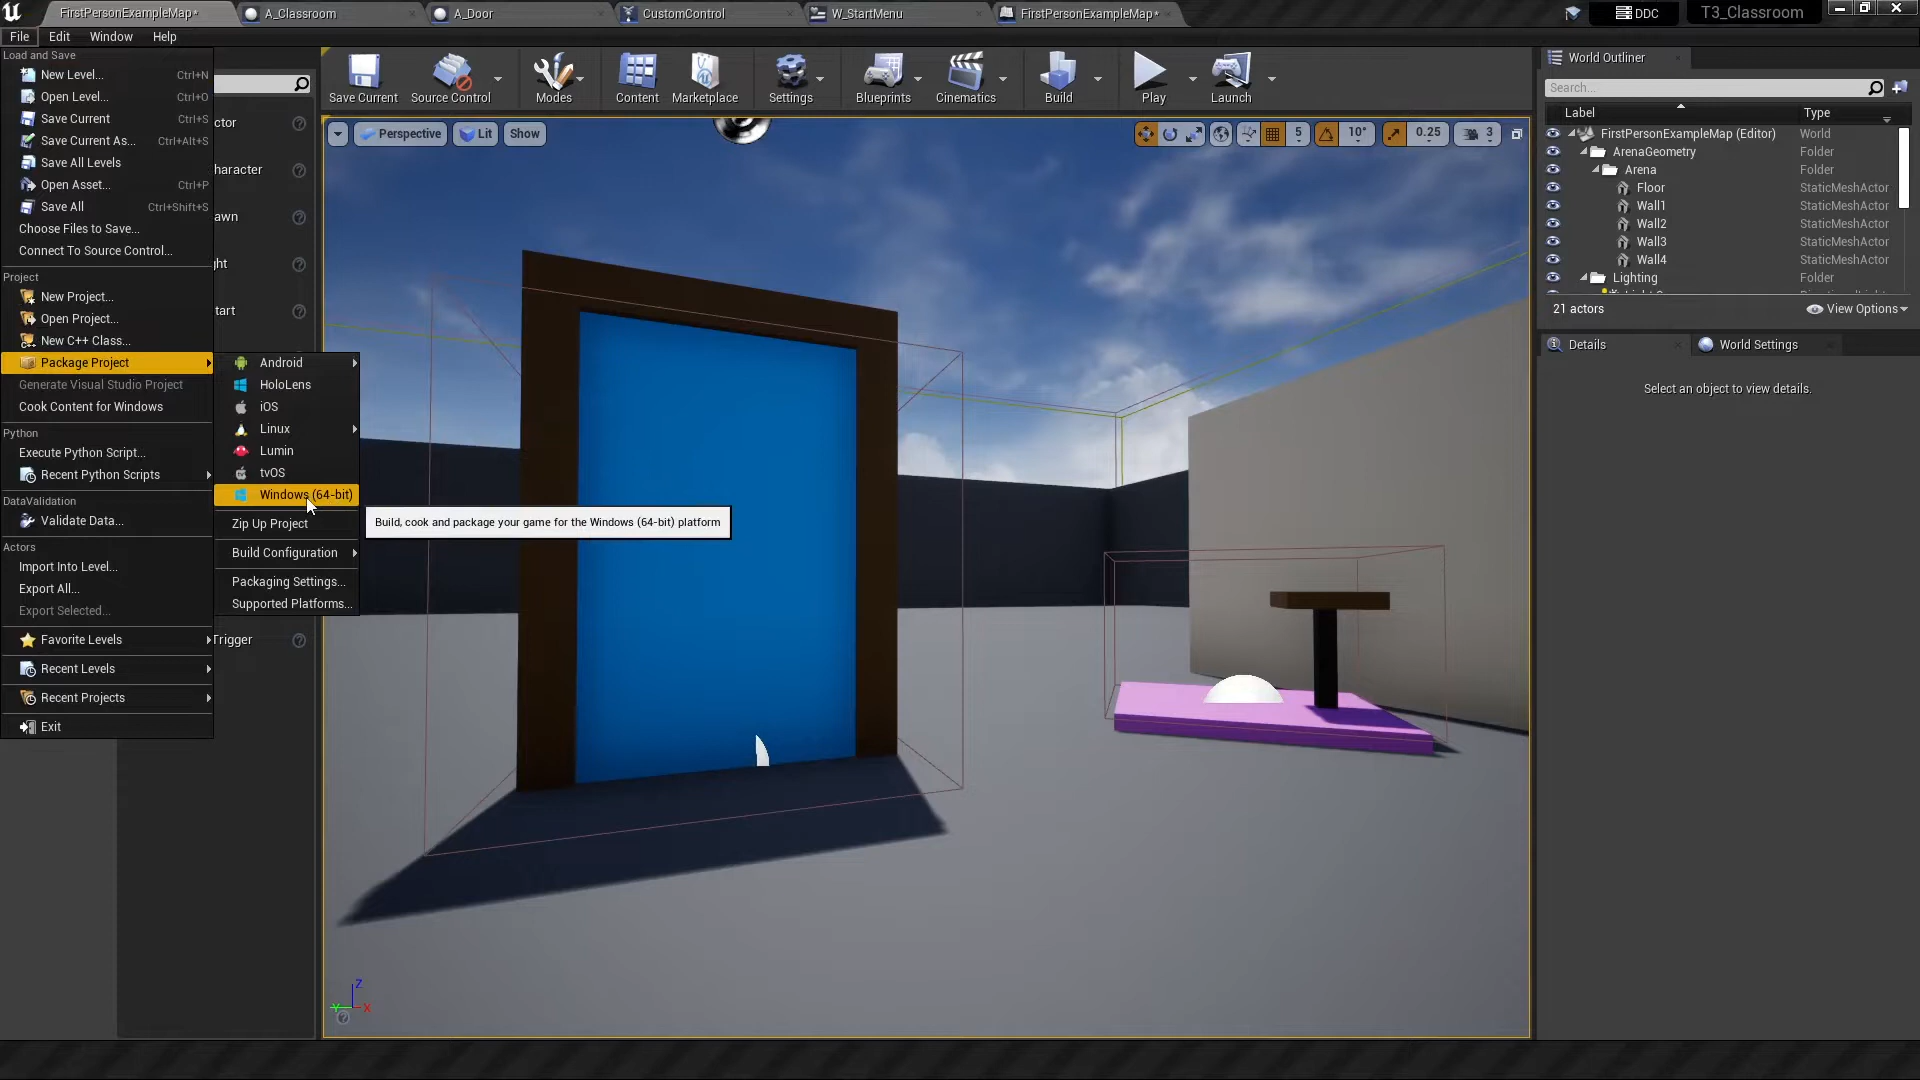 FirstPersonExampleMap*
A_Classroom
A_Door
CustomControl
W_StartMenu
FirstPersonExampleMap*
DDC
T3_Classroom
File Edit Window Help
Load and Save
New Level... Ctrl+N
Open Level... Ctrl+O
Save Current Ctrl+S
Save Current As... Ctrl+Alt+S
Save All Levels
Open Asset... Ctrl+P
Save All Ctrl+Shift+S
Choose Files to Save...
Connect To Source Control...
Project
New Project...
Open Project...
New C++ Class...
Package Project
Generate Visual Studio Project
Cook Content for Windows
Python
Execute Python Script...
Recent Python Scripts
DataValidation
Validate Data...
Actors
Import Into Level...
Export All...
Export Selected...
Favorite Levels
Recent Levels
Recent Projects
Exit
ctor
haracter
awn
ght
tart
Trigger
Android
HoloLens
iOS
Linux
Lumin
tvOS
Windows (64-bit)
Zip Up Project
Build Configuration
Packaging Settings...
Supported Platforms...
Build, cook and package your game for the Windows (64-bit) platform
Save Current
Source Control
Modes
Content
Marketplace
Settings
Blueprints
Cinematics
Build
Play
Launch
Perspective
Lit
Show
5
10°
0.25
3
Z
Y
X
World Outliner
Search...
Label Type
FirstPersonExampleMap (Editor) World
ArenaGeometry Folder
Arena Folder
Floor StaticMeshActor
Wall1 StaticMeshActor
Wall2 StaticMeshActor
Wall3 StaticMeshActor
Wall4 StaticMeshActor
Lighting Folder
21 actors
View Options
Details
World Settings
Select an object to view details.